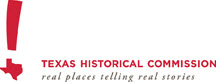 TEXAS HISTORICAL COMMISSION
real places telling real stories